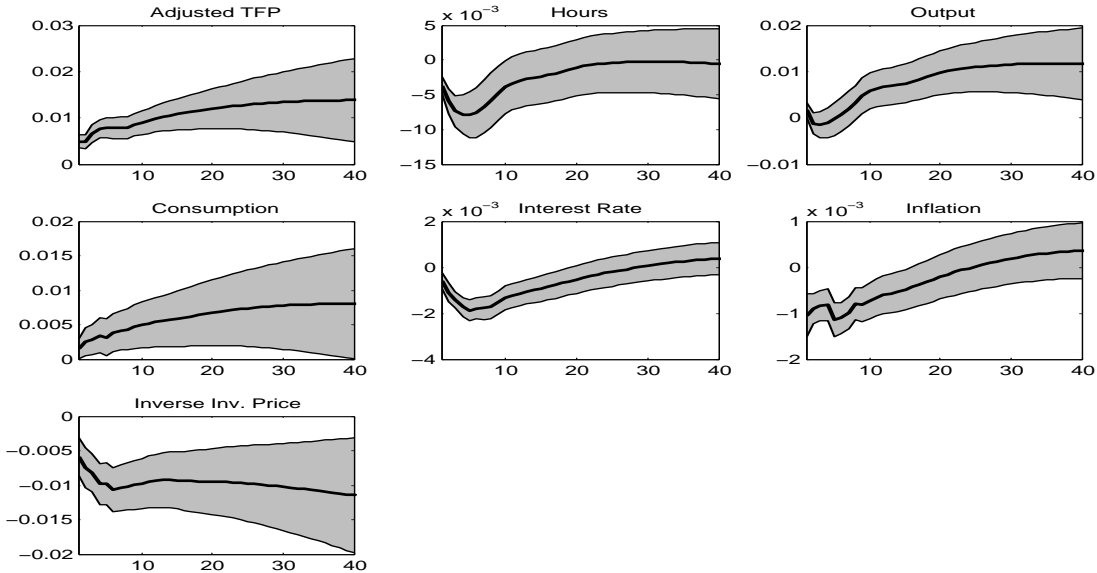 Adjusted TFP
0.03
0.02
0.01
0
10 20 30 40
Hours
× 10⁻³
5
0
−5
−10
−15
10 20 30 40
Output
0.02
0.01
0
−0.01
10 20 30 40
Consumption
0.02
0.015
0.01
0.005
0
10 20 30 40
Interest Rate
× 10⁻³
2
0
−2
−4
10 20 30 40
Inflation
× 10⁻³
1
0
−1
−2
10 20 30 40
Inverse Inv. Price
0
−0.005
−0.01
−0.015
−0.02
10 20 30 40